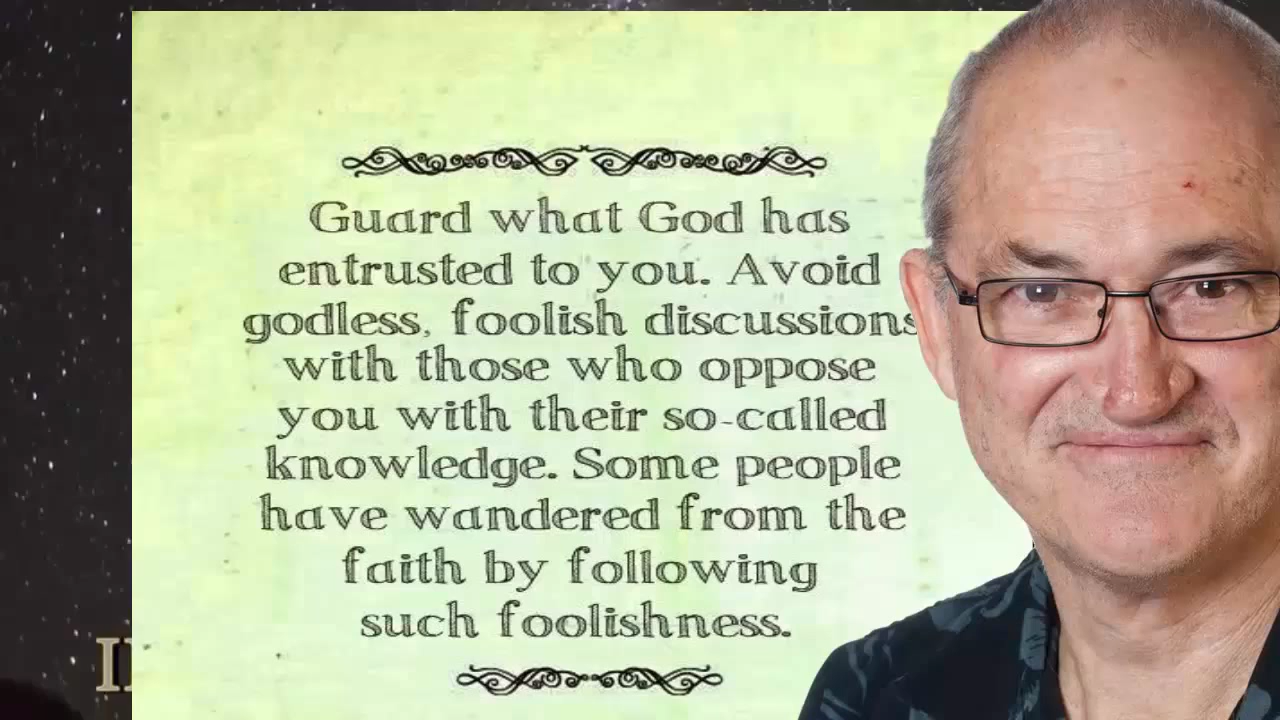 Guard what God has
entrusted to you. Avoid
godless, foolish discussions
with those who oppose
you with their so-called
knowledge. Some people
have wandered from the
faith by following
such foolishness.